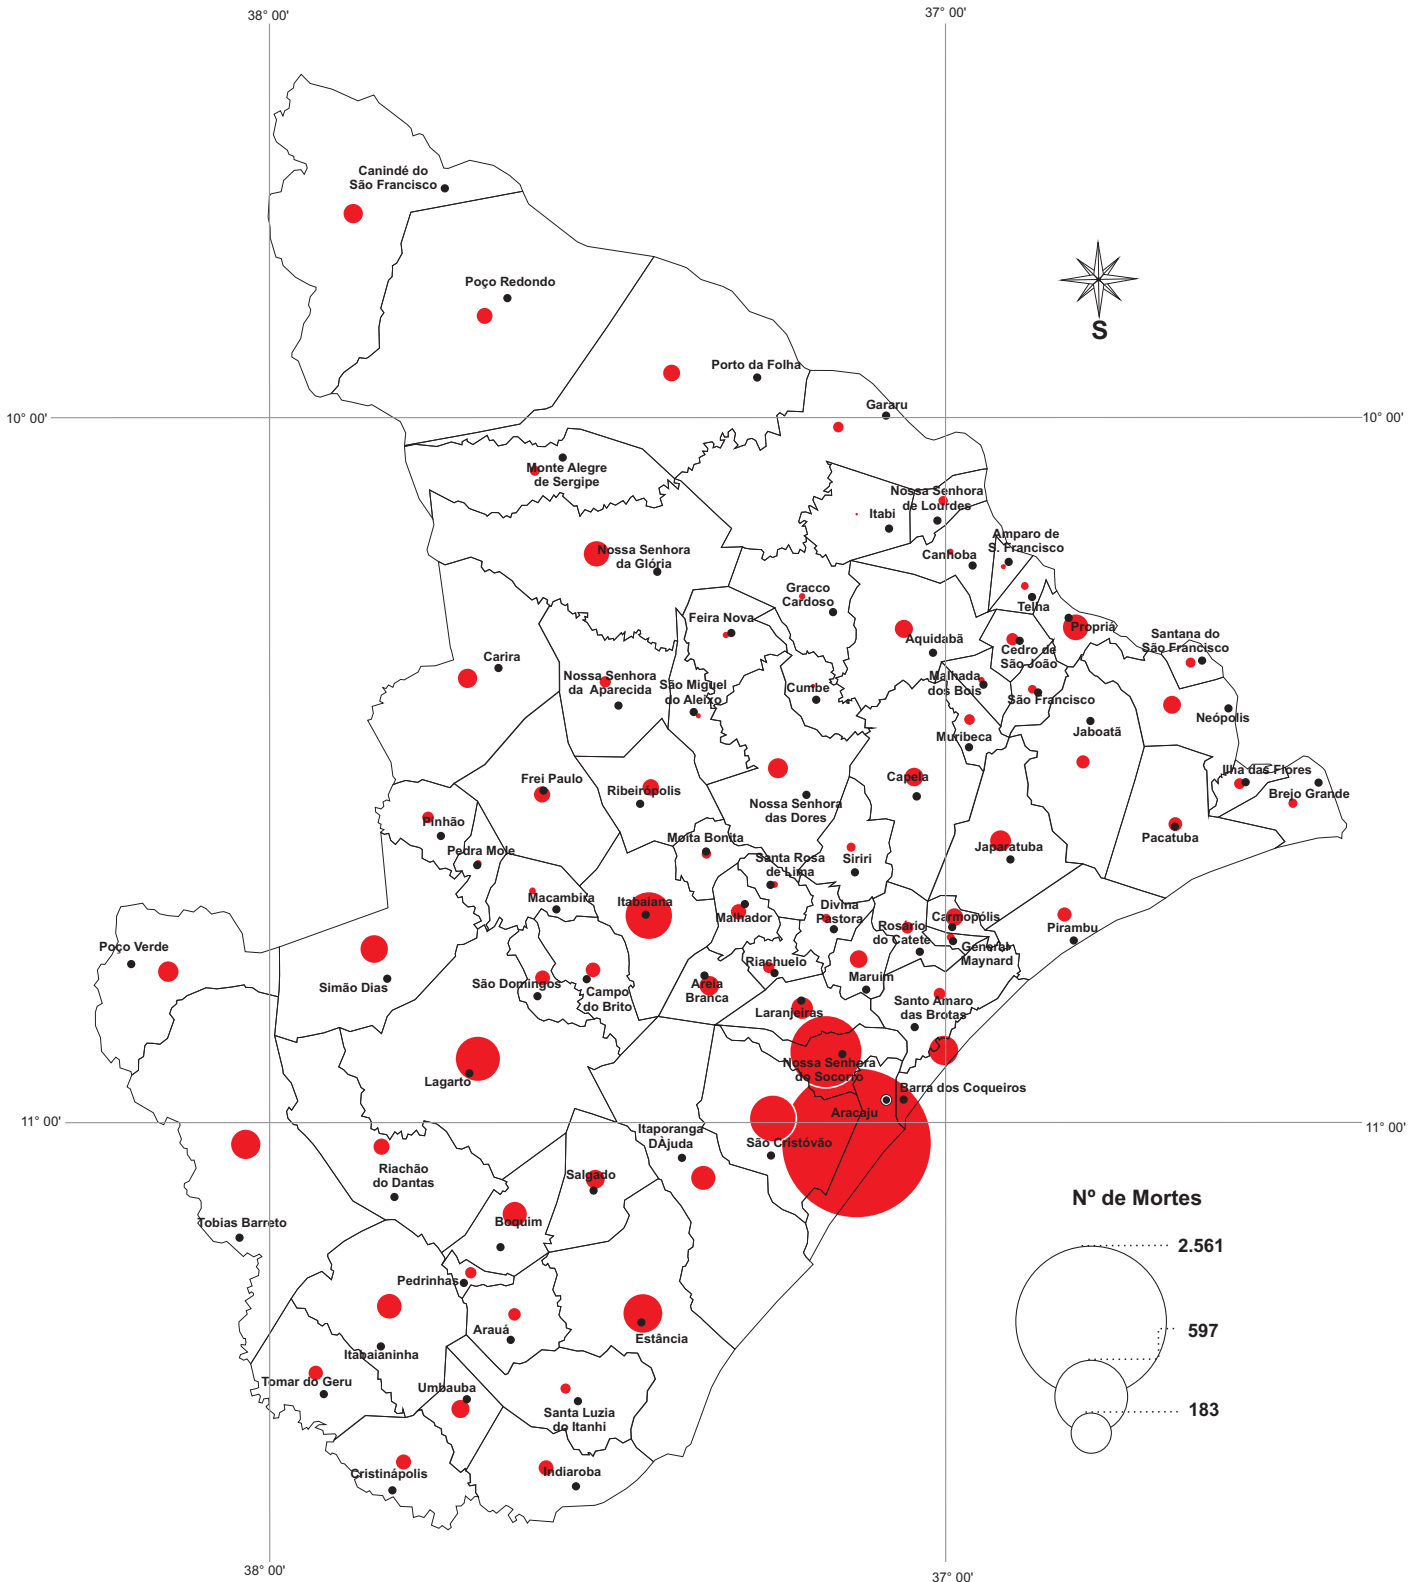 38° 00'
37° 00'
Canindé do
São Francisco
Poço Redondo
S
Porto da Folha
Gararu
10° 00'
10° 00'
Monte Alegre
de Sergipe
Nossa Senhora
de Lourdes
Itabi
Nossa Senhora
da Glória
Canhoba
Amparo de
S. Francisco
Gracco
Cardoso
Telha
Feira Nova
Propriá
Aquidabã
Cedro de
São João
Santana do
São Francisco
Carira
Nossa Senhora
da Aparecida
São Miguel
do Aleixo
Cumbe
Malhada
dos Bois
São Francisco
Neópolis
Jaboatã
Muribeca
Frei Paulo
Ribeirópolis
Capela
Nossa Senhora
das Dores
Ilha das Flores
Brejo Grande
Pinhão
Pedra Mole
Moita Bonita
Santa Rosa
de Lima
Siriri
Japaratuba
Pacatuba
Macambira
Itabaiana
Malhador
Divina
Pastora
Rosário
do Catete
Carmopólis
Pirambu
General
Maynard
Poço Verde
Simão Dias
São Domingos
Campo
do Brito
Areia
Branca
Riachuelo
Maruim
Laranjeiras
Santo Amaro
das Brotas
Lagarto
Nossa Senhora
do Socorro
Barra dos Coqueiros
Aracaju
11° 00'
11° 00'
Itaporanga
DÀjuda
São Cristóvão
Riachão
do Dantas
Salgado
Tobias Barreto
Boquim
Nº de Mortes
2.561
Pedrinhas
Arauá
Estância
597
Itabaianinha
Tomar do Geru
Umbauba
Santa Luzia
do Itanhi
183
Cristinápolis
Indiaroba
38° 00'
37° 00'